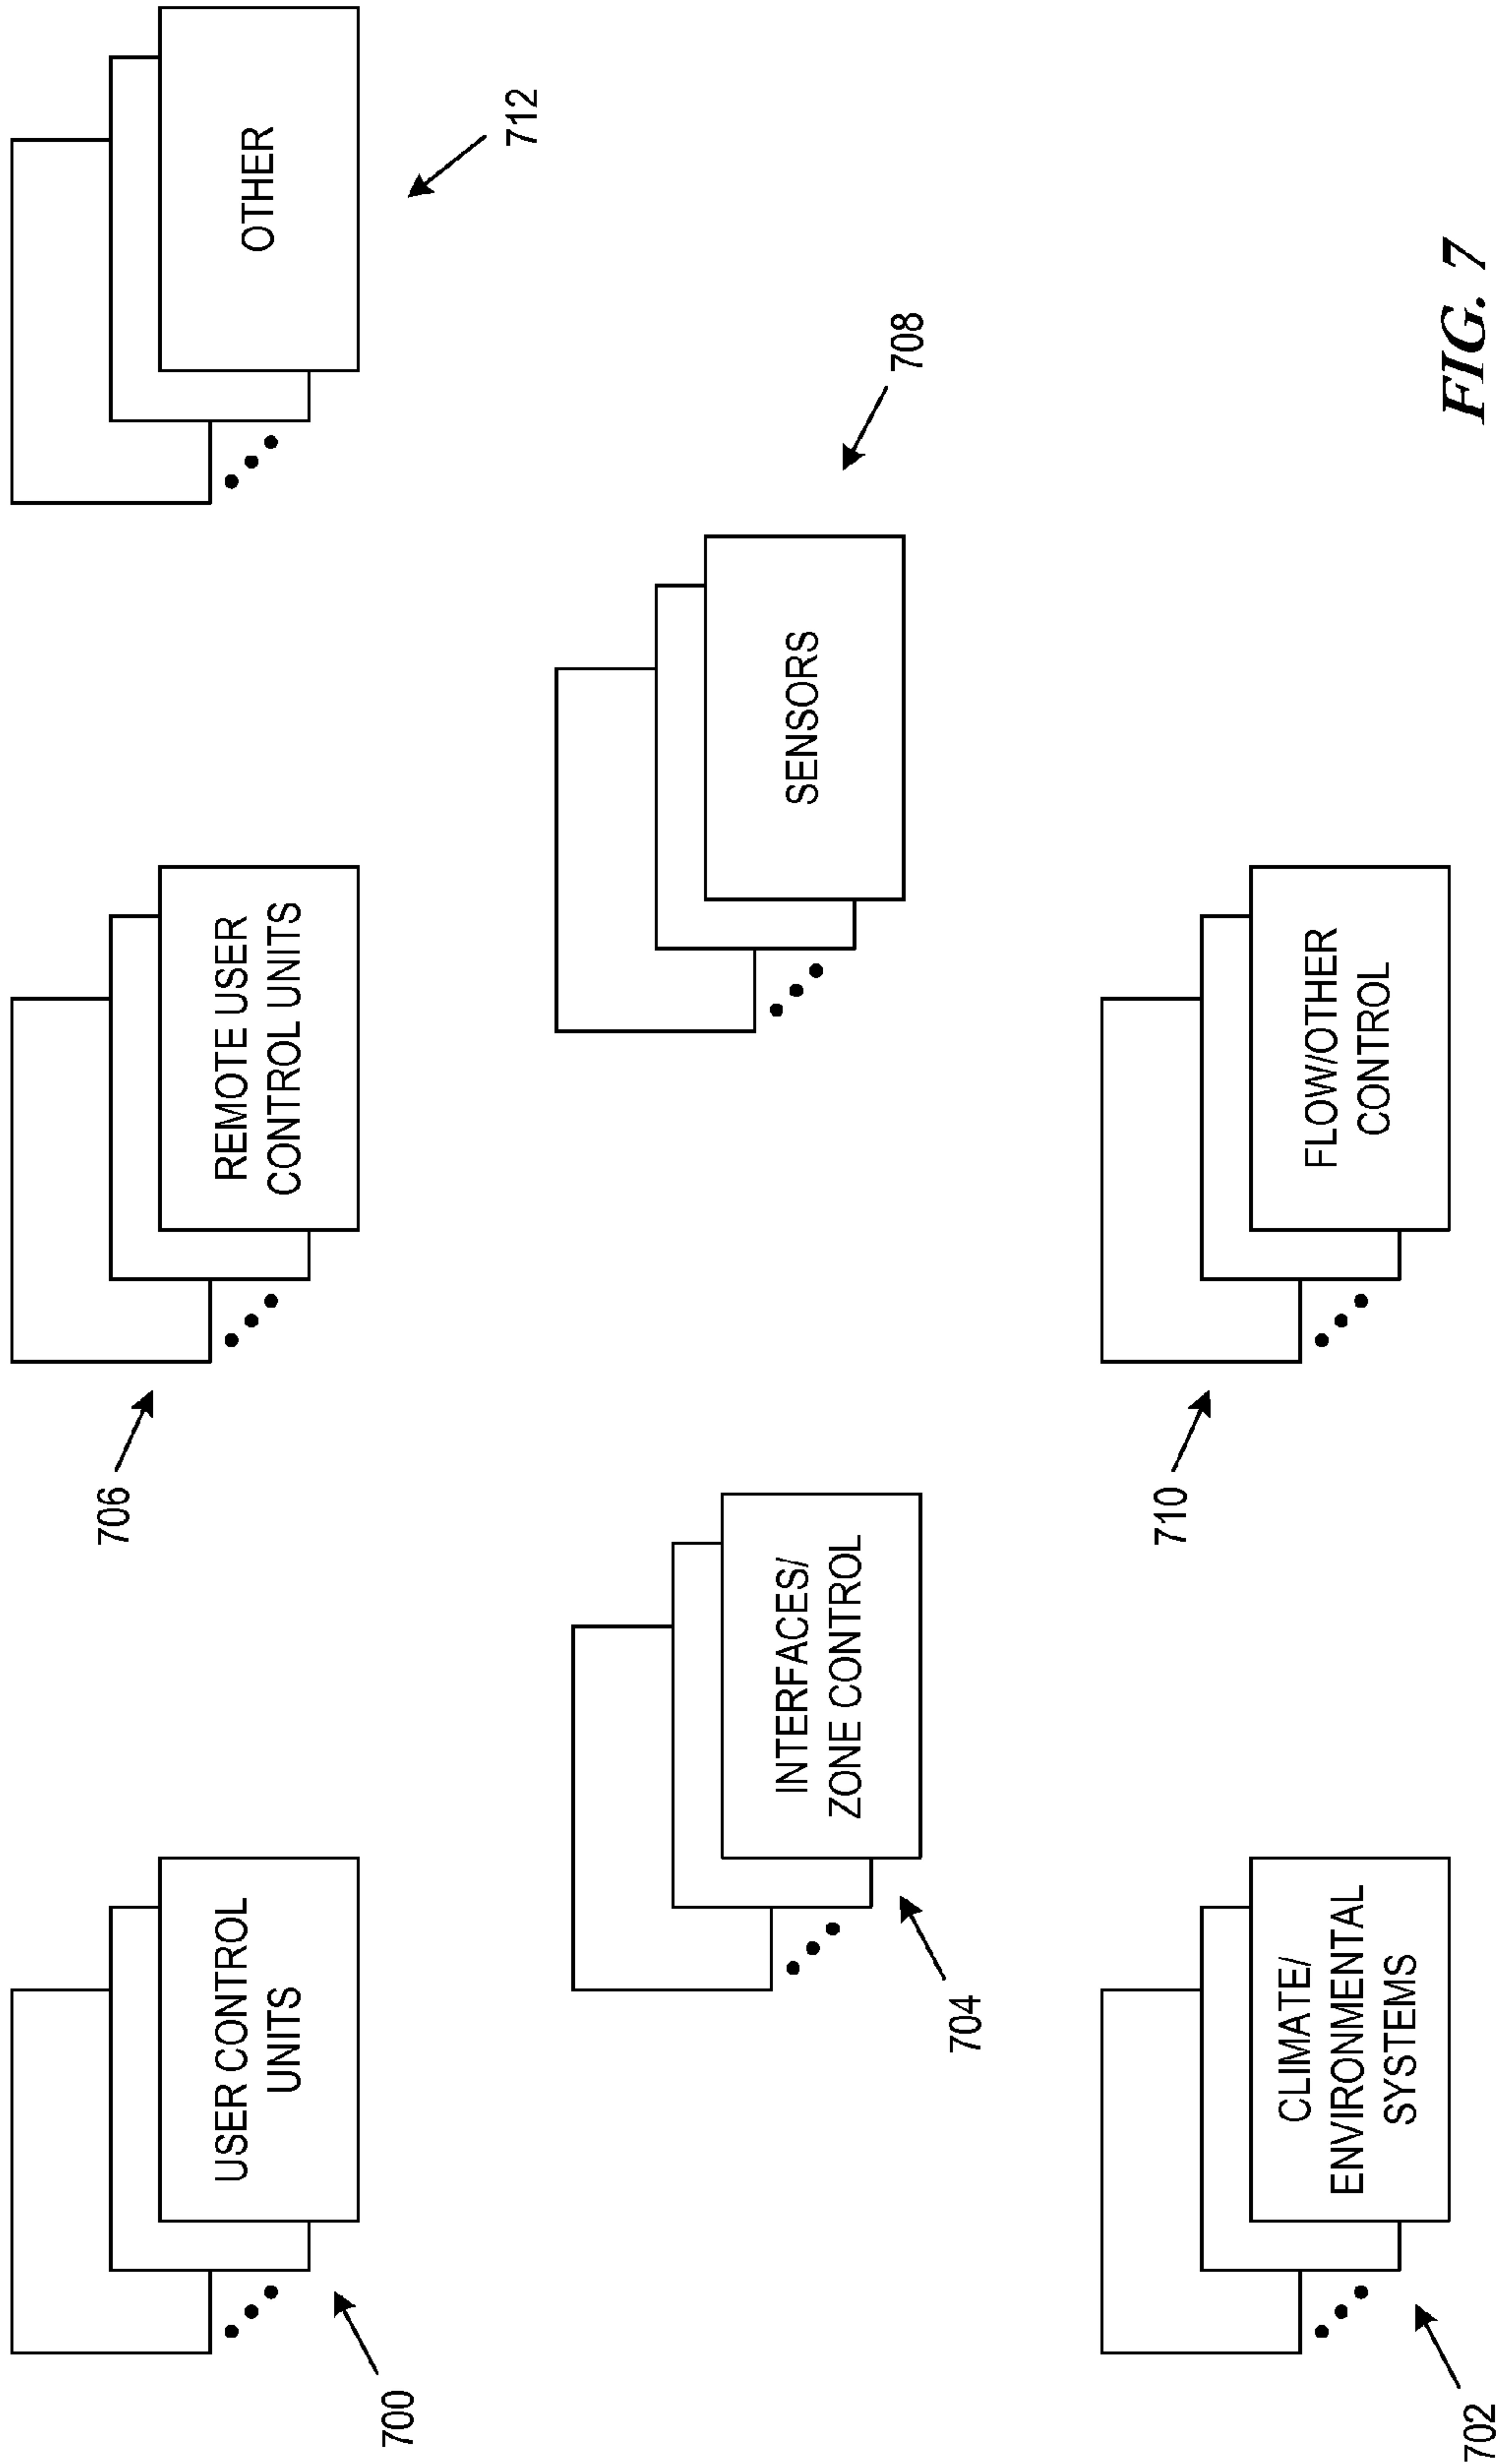 USER CONTROL
UNITS
700
REMOTE USER
CONTROL UNITS
706
OTHER
712
INTERFACES/
ZONE CONTROL
704
SENSORS
708
CLIMATE/
ENVIRONMENTAL
SYSTEMS
702
FLOW/OTHER
CONTROL
710
FIG. 7